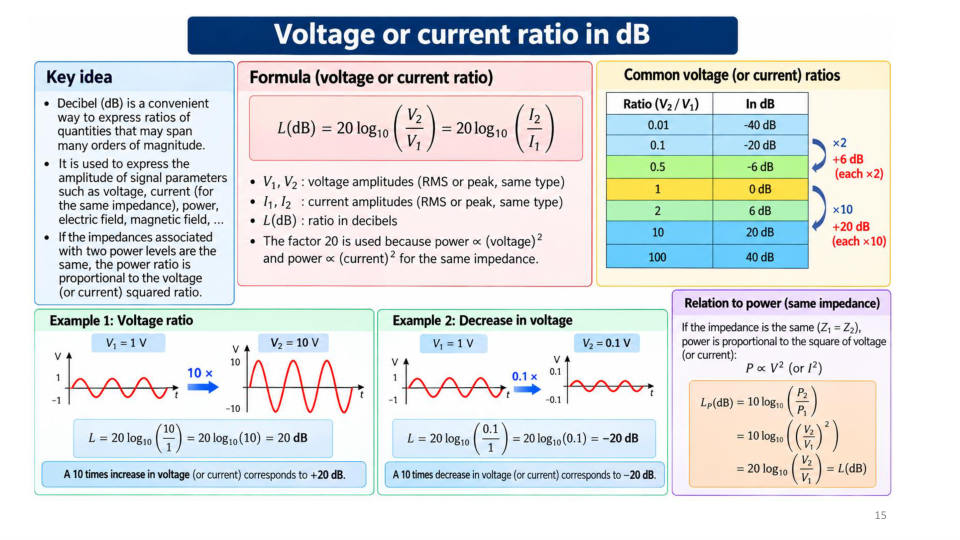 Voltage or current ratio in dB
Key idea
• Decibel (dB) is a convenient
way to express ratios of
quantities that may span
many orders of magnitude.
• It is used to express the
amplitude of signal parameters
such as voltage, current (for
the same impedance), power,
electric field, magnetic field, ...
• If the impedances associated
with two power levels are the
same, the power ratio is
proportional to the voltage
(or current) squared ratio.
Formula (voltage or current ratio)
L(dB) = 20 log₁₀ (V₂/V₁) = 20 log₁₀ (I₂/I₁)
• V₁, V₂ : voltage amplitudes (RMS or peak, same type)
• I₁, I₂ : current amplitudes (RMS or peak, same type)
• L(dB) : ratio in decibels
• The factor 20 is used because power ∝ (voltage)²
and power ∝ (current)² for the same impedance.
Common voltage (or current) ratios
Ratio (V₂ / V₁) In dB
0.01 -40 dB
0.1 -20 dB
0.5 -6 dB
1 0 dB
2 6 dB
10 20 dB
100 40 dB
×2
+6 dB
(each ×2)
×10
+20 dB
(each ×10)
Example 1: Voltage ratio
V₁ = 1 V
V
1
-1
t
10 ×
V₂ = 10 V
V
10
-10
t
L = 20 log₁₀ (10/1) = 20 log₁₀(10) = 20 dB
A 10 times increase in voltage (or current) corresponds to +20 dB.
Example 2: Decrease in voltage
V₁ = 1 V
V
1
-1
t
0.1 ×
V₂ = 0.1 V
V
0.1
-0.1
t
L = 20 log₁₀ (0.1/1) = 20 log₁₀(0.1) = −20 dB
A 10 times decrease in voltage (or current) corresponds to −20 dB.
Relation to power (same impedance)
If the impedance is the same (Z₁ = Z₂),
power is proportional to the square of voltage
(or current):
P ∝ V² (or I²)
L_P(dB) = 10 log₁₀ (P₂/P₁)
= 10 log₁₀ ((V₂/V₁)²)
= 20 log₁₀ (V₂/V₁) = L(dB)
15